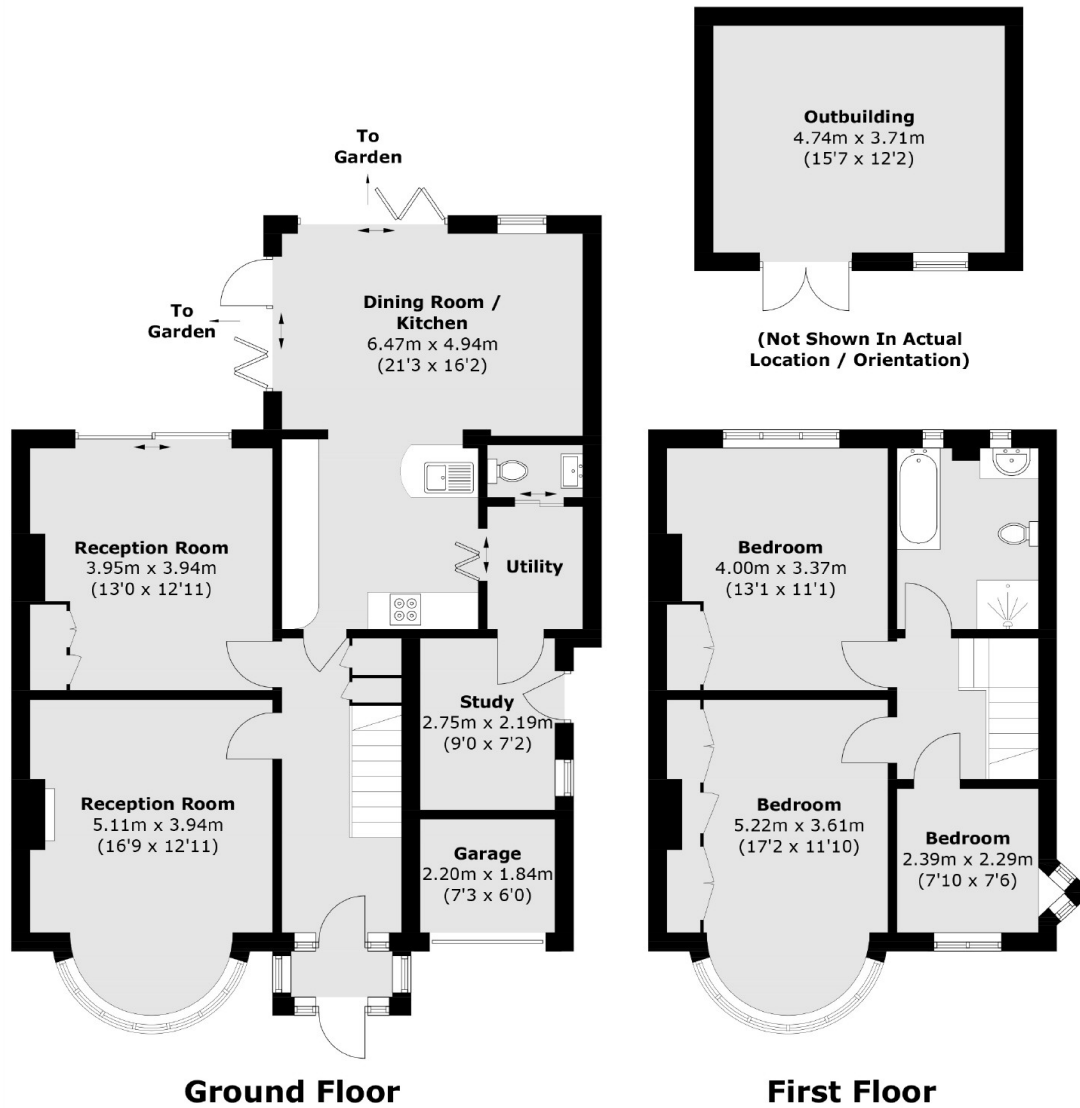 Outbuilding
4.74m x 3.71m
(15'7 x 12'2)
(Not Shown In Actual
Location / Orientation)
To
Garden
To
Garden
Dining Room /
Kitchen
6.47m x 4.94m
(21'3 x 16'2)
Reception Room
3.95m x 3.94m
(13'0 x 12'11)
Utility
Study
2.75m x 2.19m
(9'0 x 7'2)
Reception Room
5.11m x 3.94m
(16'9 x 12'11)
Garage
2.20m x 1.84m
(7'3 x 6'0)
Ground Floor
Bedroom
4.00m x 3.37m
(13'1 x 11'1)
Bedroom
5.22m x 3.61m
(17'2 x 11'10)
Bedroom
2.39m x 2.29m
(7'10 x 7'6)
First Floor